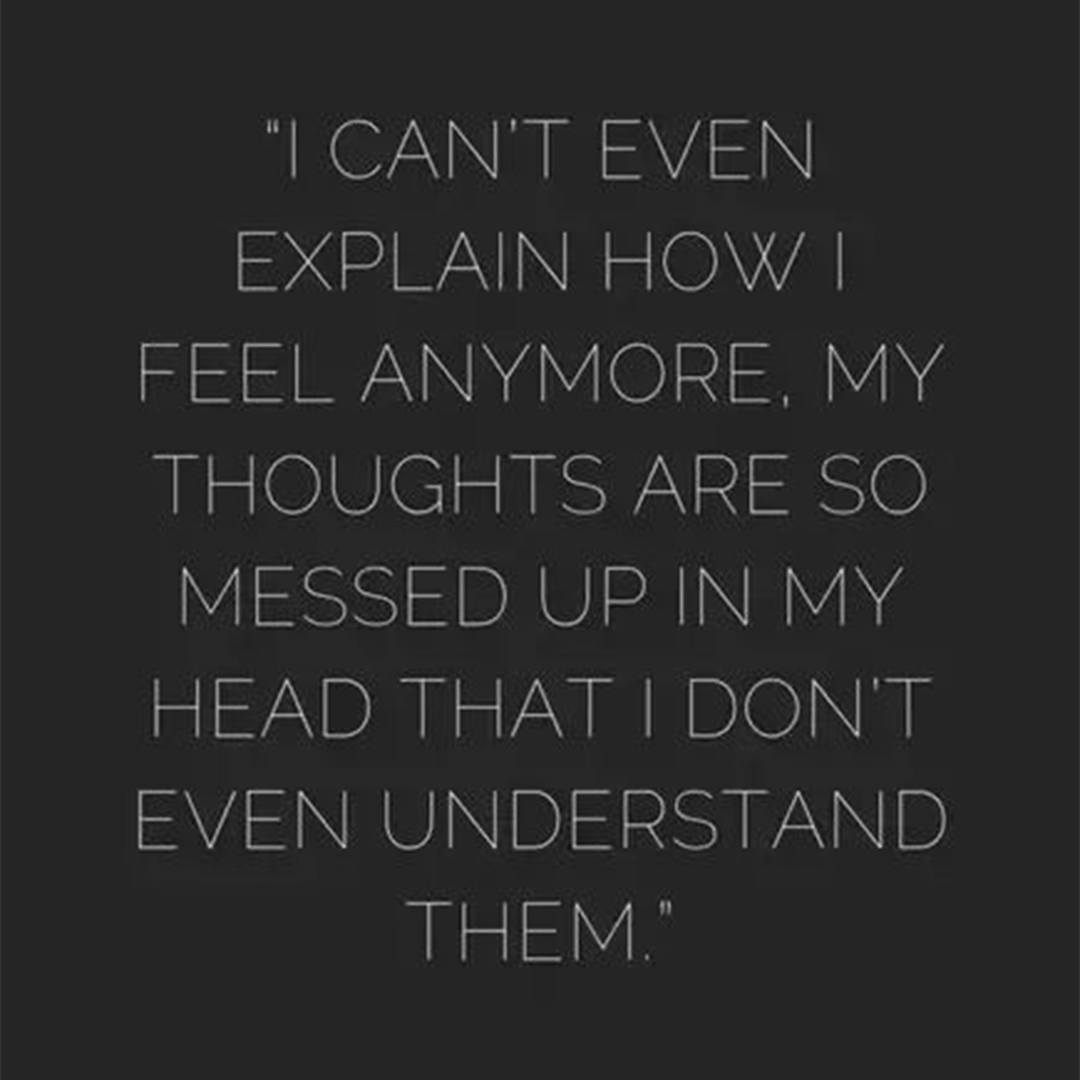 “I CAN’T EVEN
EXPLAIN HOW I
FEEL ANYMORE, MY
THOUGHTS ARE SO
MESSED UP IN MY
HEAD THAT I DON’T
EVEN UNDERSTAND
THEM.”